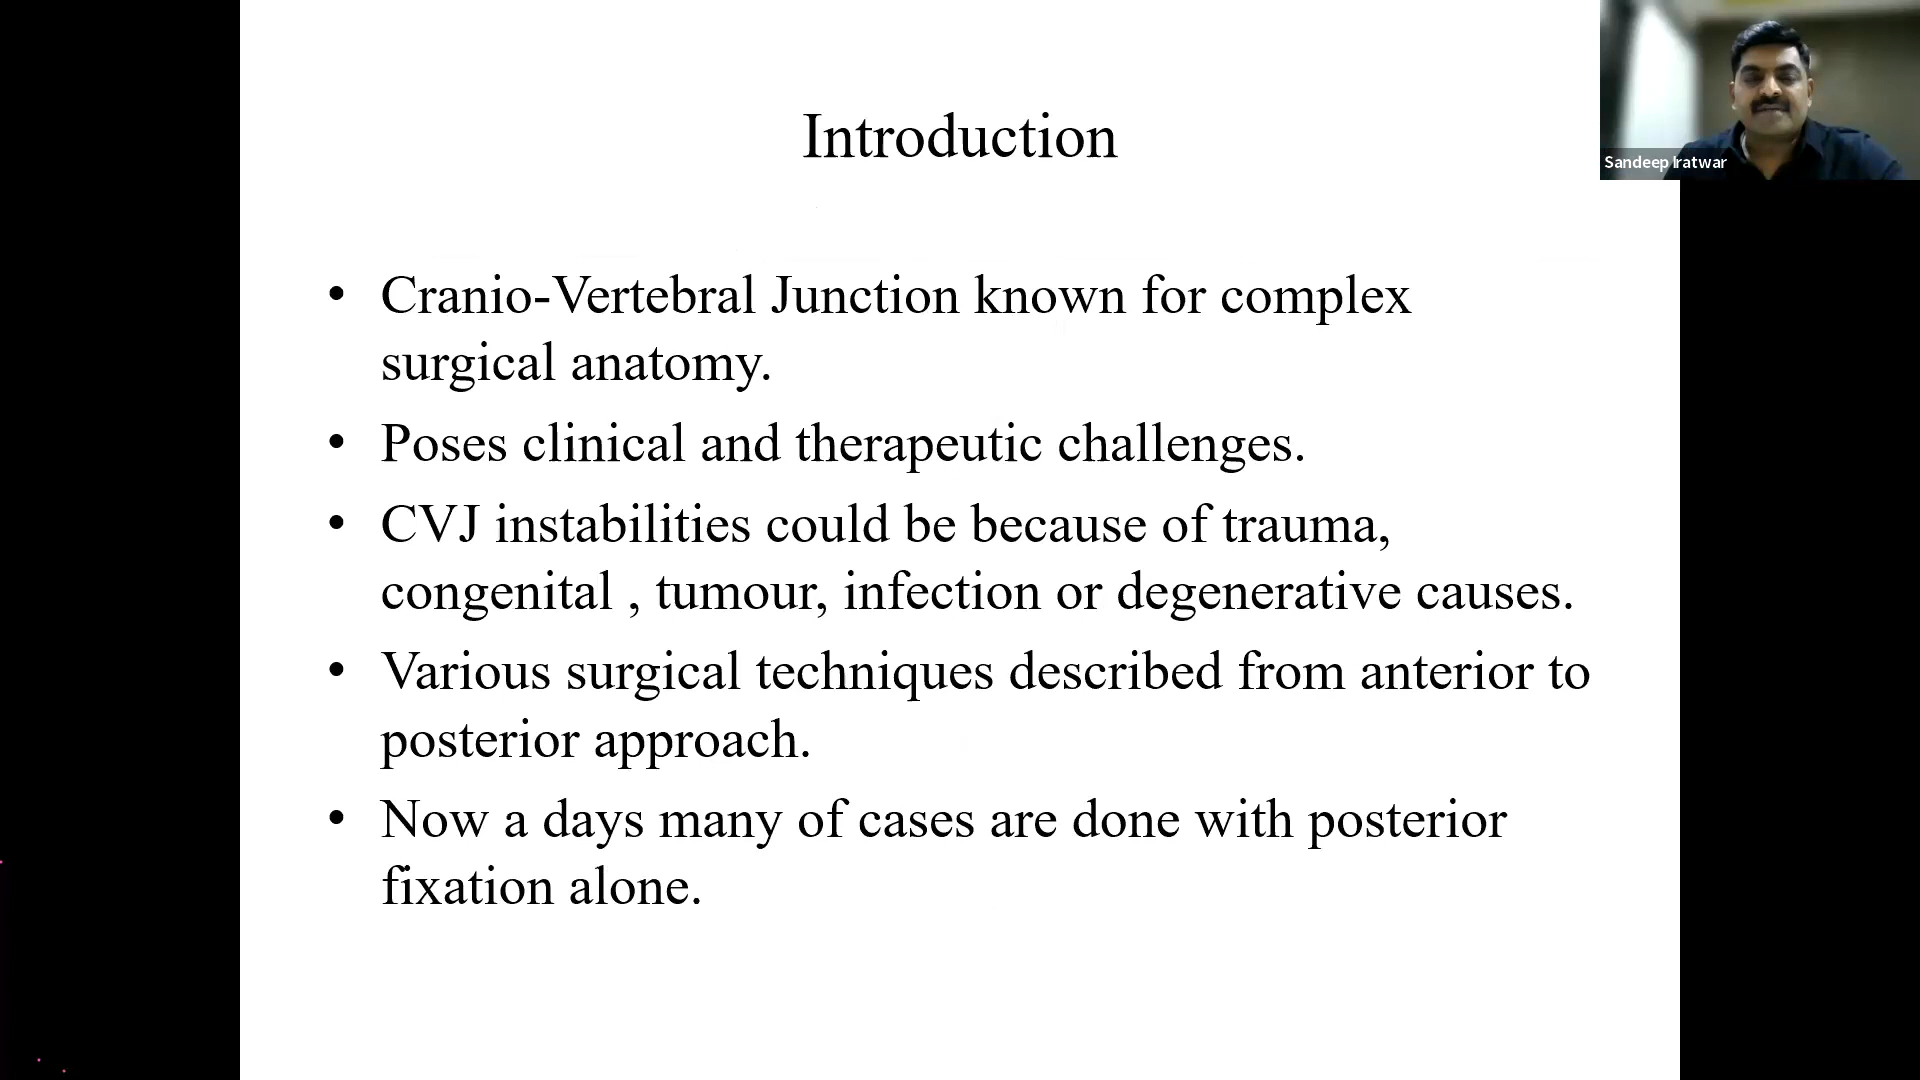 Introduction
Sandeep Iratwar
• Cranio-Vertebral Junction known for complex
surgical anatomy.
• Poses clinical and therapeutic challenges.
• CVJ instabilities could be because of trauma,
congenital , tumour, infection or degenerative causes.
• Various surgical techniques described from anterior to
posterior approach.
• Now a days many of cases are done with posterior
fixation alone.